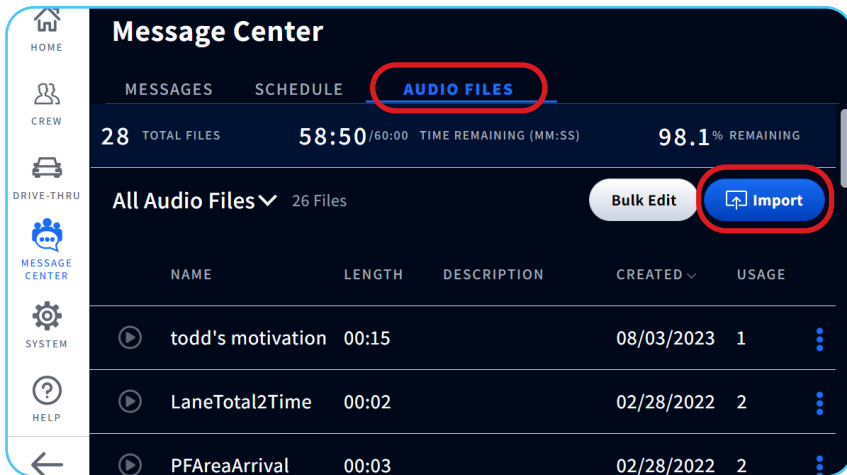 HOME
CREW
DRIVE-THRU
MESSAGE
CENTER
SYSTEM
HELP
Message Center
MESSAGES SCHEDULE AUDIO FILES
28 TOTAL FILES 58:50/60:00 TIME REMAINING (MM:SS) 98.1% REMAINING
All Audio Files 26 Files Bulk Edit Import
NAME LENGTH DESCRIPTION CREATED USAGE
todd's motivation 00:15 08/03/2023 1
LaneTotal2Time 00:02 02/28/2022 2
PFAreaArrival 00:03 02/28/2022 2